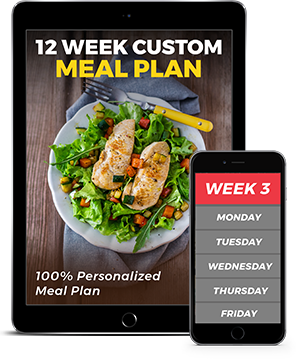 12 WEEK CUSTOM
MEAL PLAN
100% Personalized
Meal Plan
WEEK 3
MONDAY
TUESDAY
WEDNESDAY
THURSDAY
FRIDAY